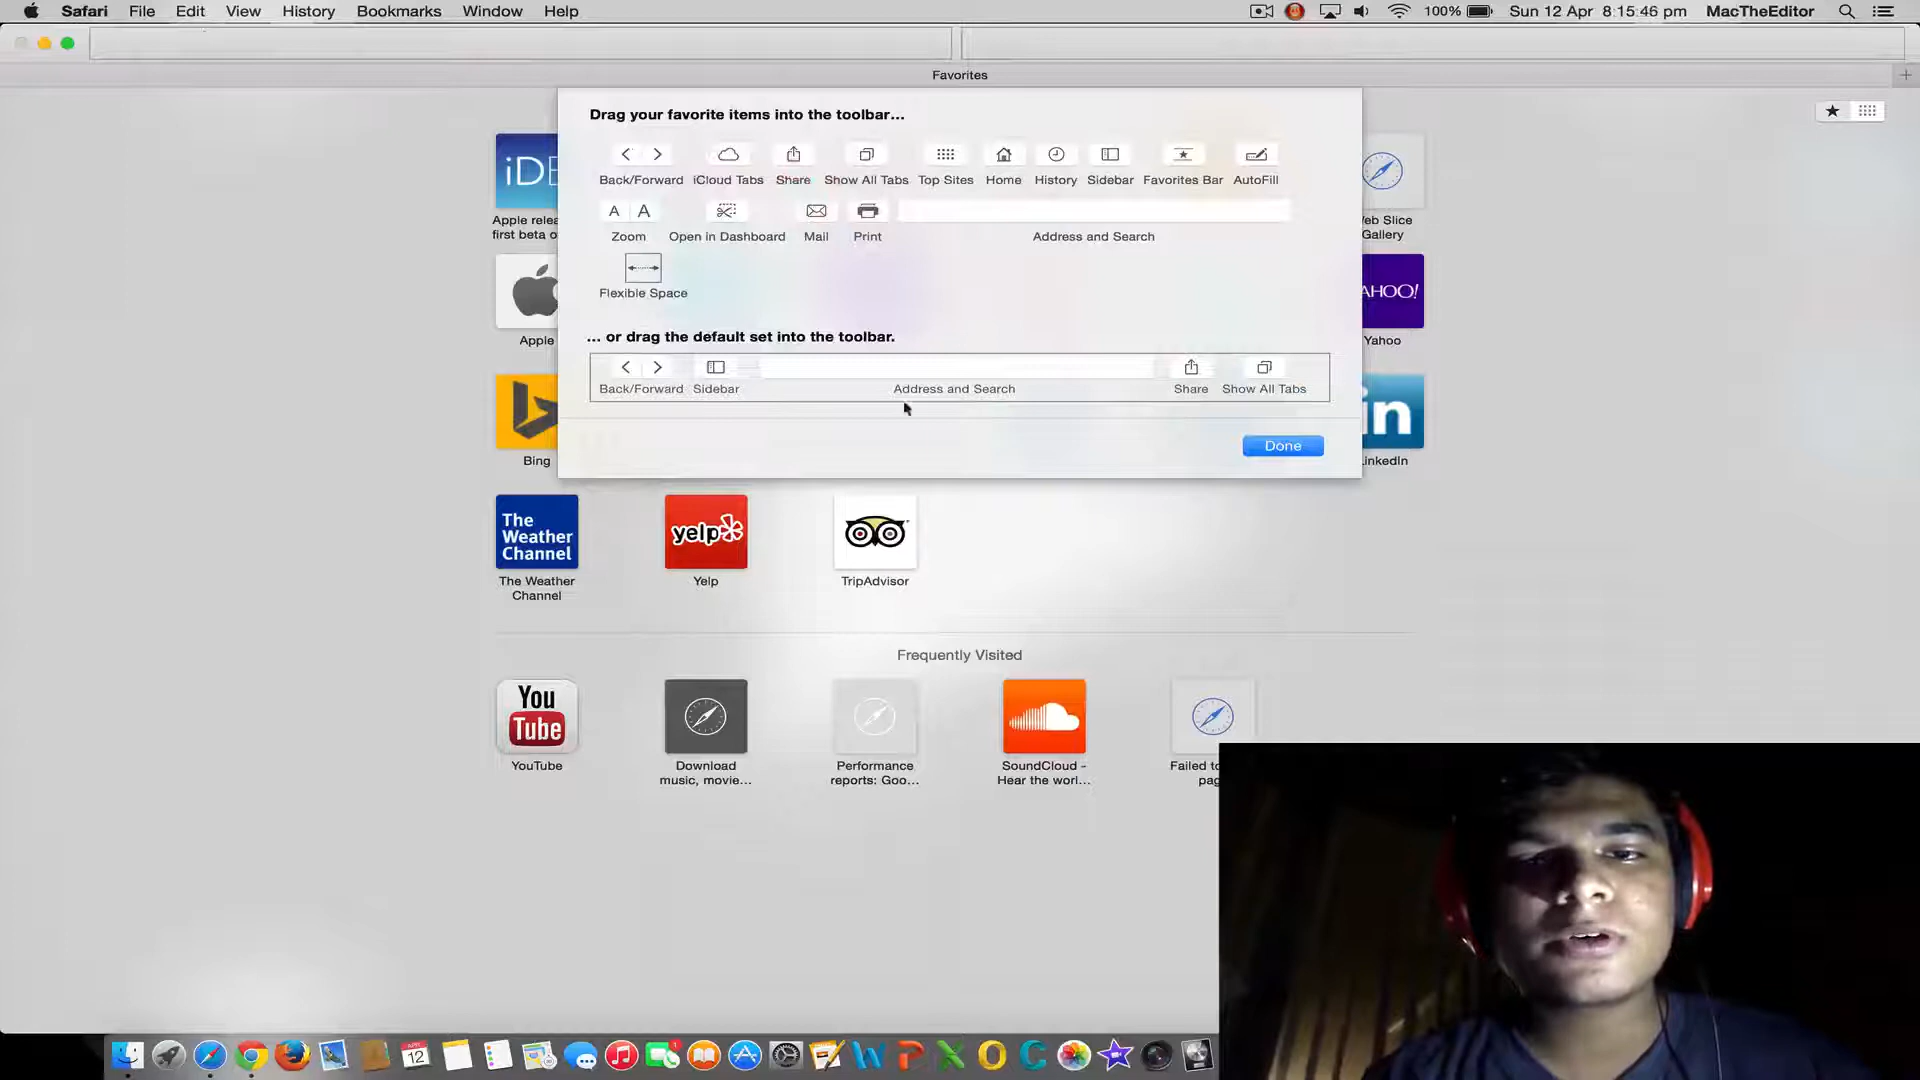 Safari File Edit View History Bookmarks Window Help 100% Sun 12 Apr 8:15:46 pm MacTheEditor
Favorites
Drag your favorite items into the toolbar...
Back/Forward iCloud Tabs Share Show All Tabs Top Sites Home History Sidebar Favorites Bar AutoFill
A A
Zoom Open in Dashboard Mail Print Address and Search
Flexible Space
... or drag the default set into the toolbar.
Back/Forward Sidebar Address and Search Share Show All Tabs
Done
iDE
Apple relea
first beta o
eb Slice
Gallery
Apple
AHOO!
Yahoo
Bing
in
LinkedIn
The
Weather
Channel
yelp
The Weather
Channel
Yelp
TripAdvisor
Frequently Visited
You
Tube
YouTube
Download
music, movie...
Performance
reports: Goo...
SoundCloud -
Hear the worl...
Failed to
pag
APR
12
1